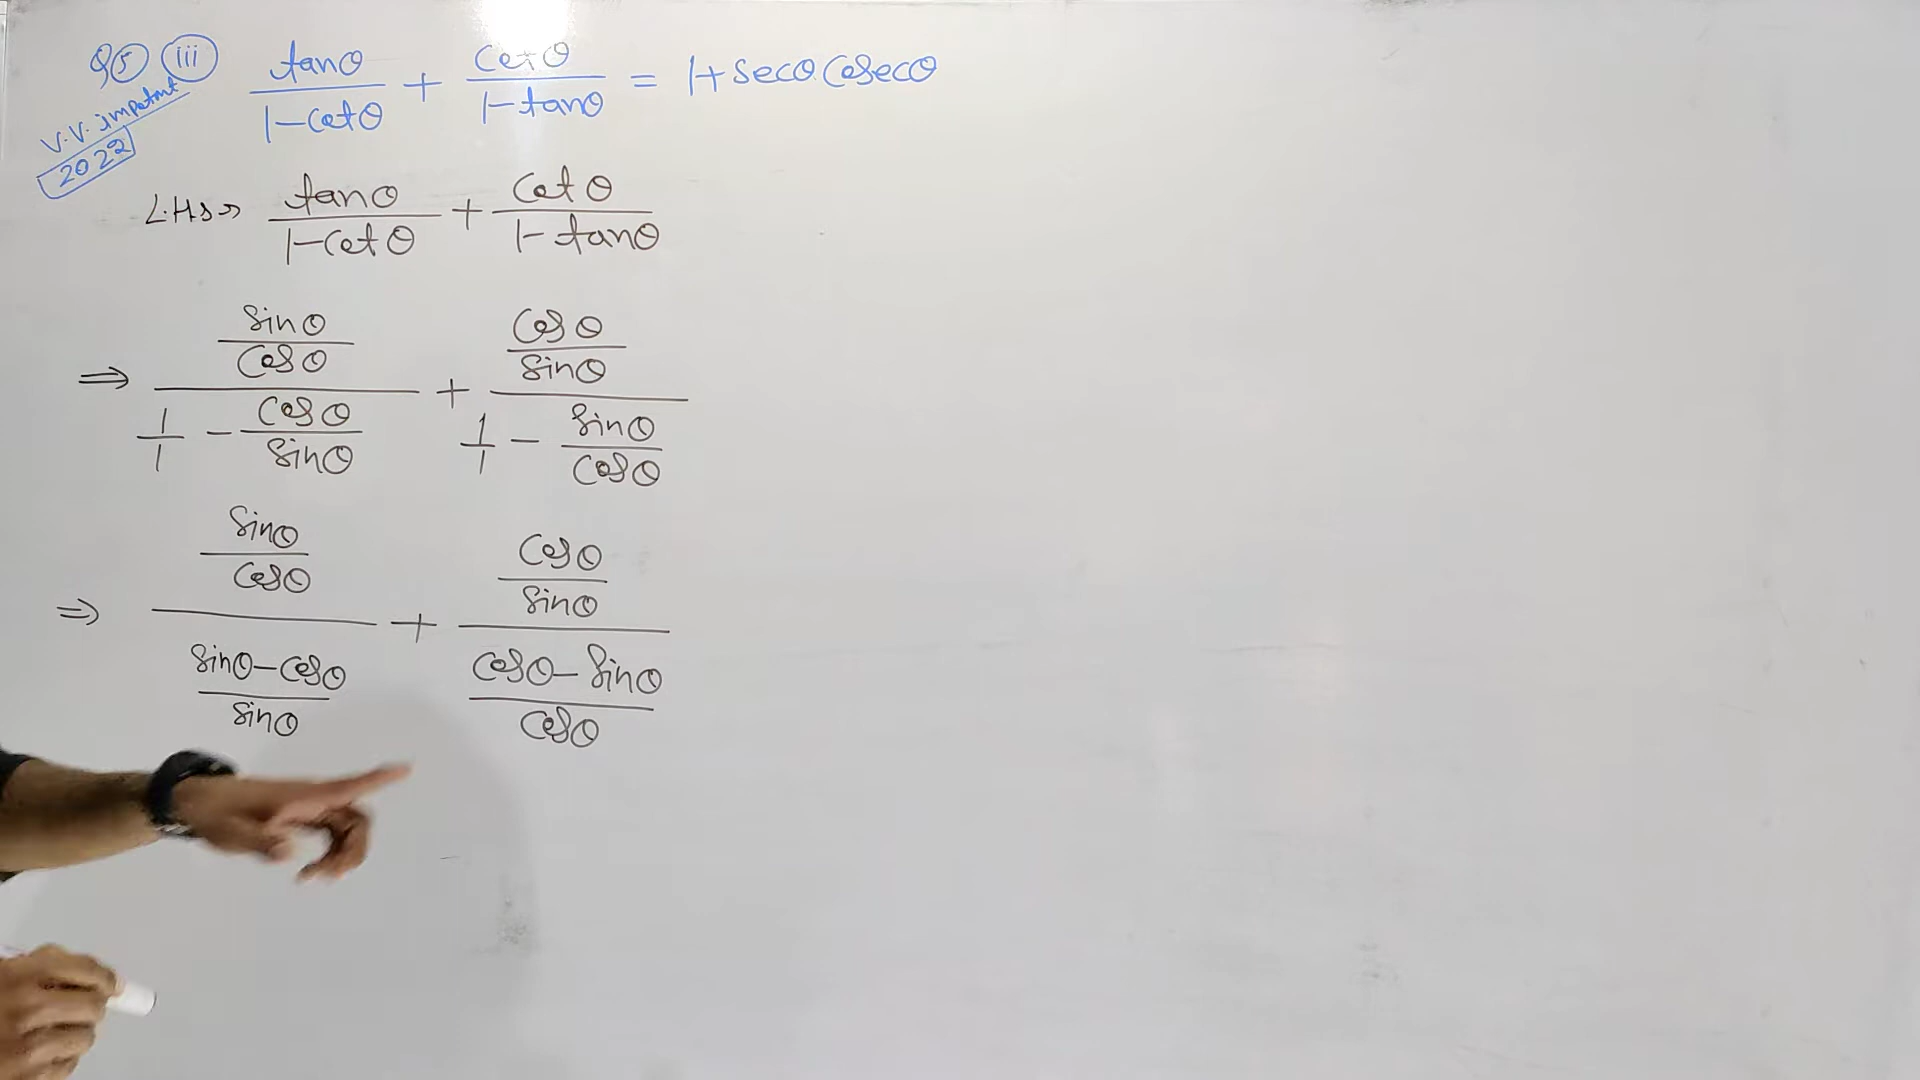 Q5 (iii) tanθ/(1-cotθ) + cotθ/(1-tanθ) = 1+secθ.cosecθ
V.V. impotmt
2022
L.H.S⇒ tanθ/(1-cotθ) + cotθ/(1-tanθ)
⇒ (sinθ/cosθ)/(1/1 - cosθ/sinθ) + (cosθ/sinθ)/(1/1 - sinθ/cosθ)
⇒ (sinθ/cosθ)/((sinθ-cosθ)/sinθ) + (cosθ/sinθ)/((cosθ-sinθ)/cosθ)